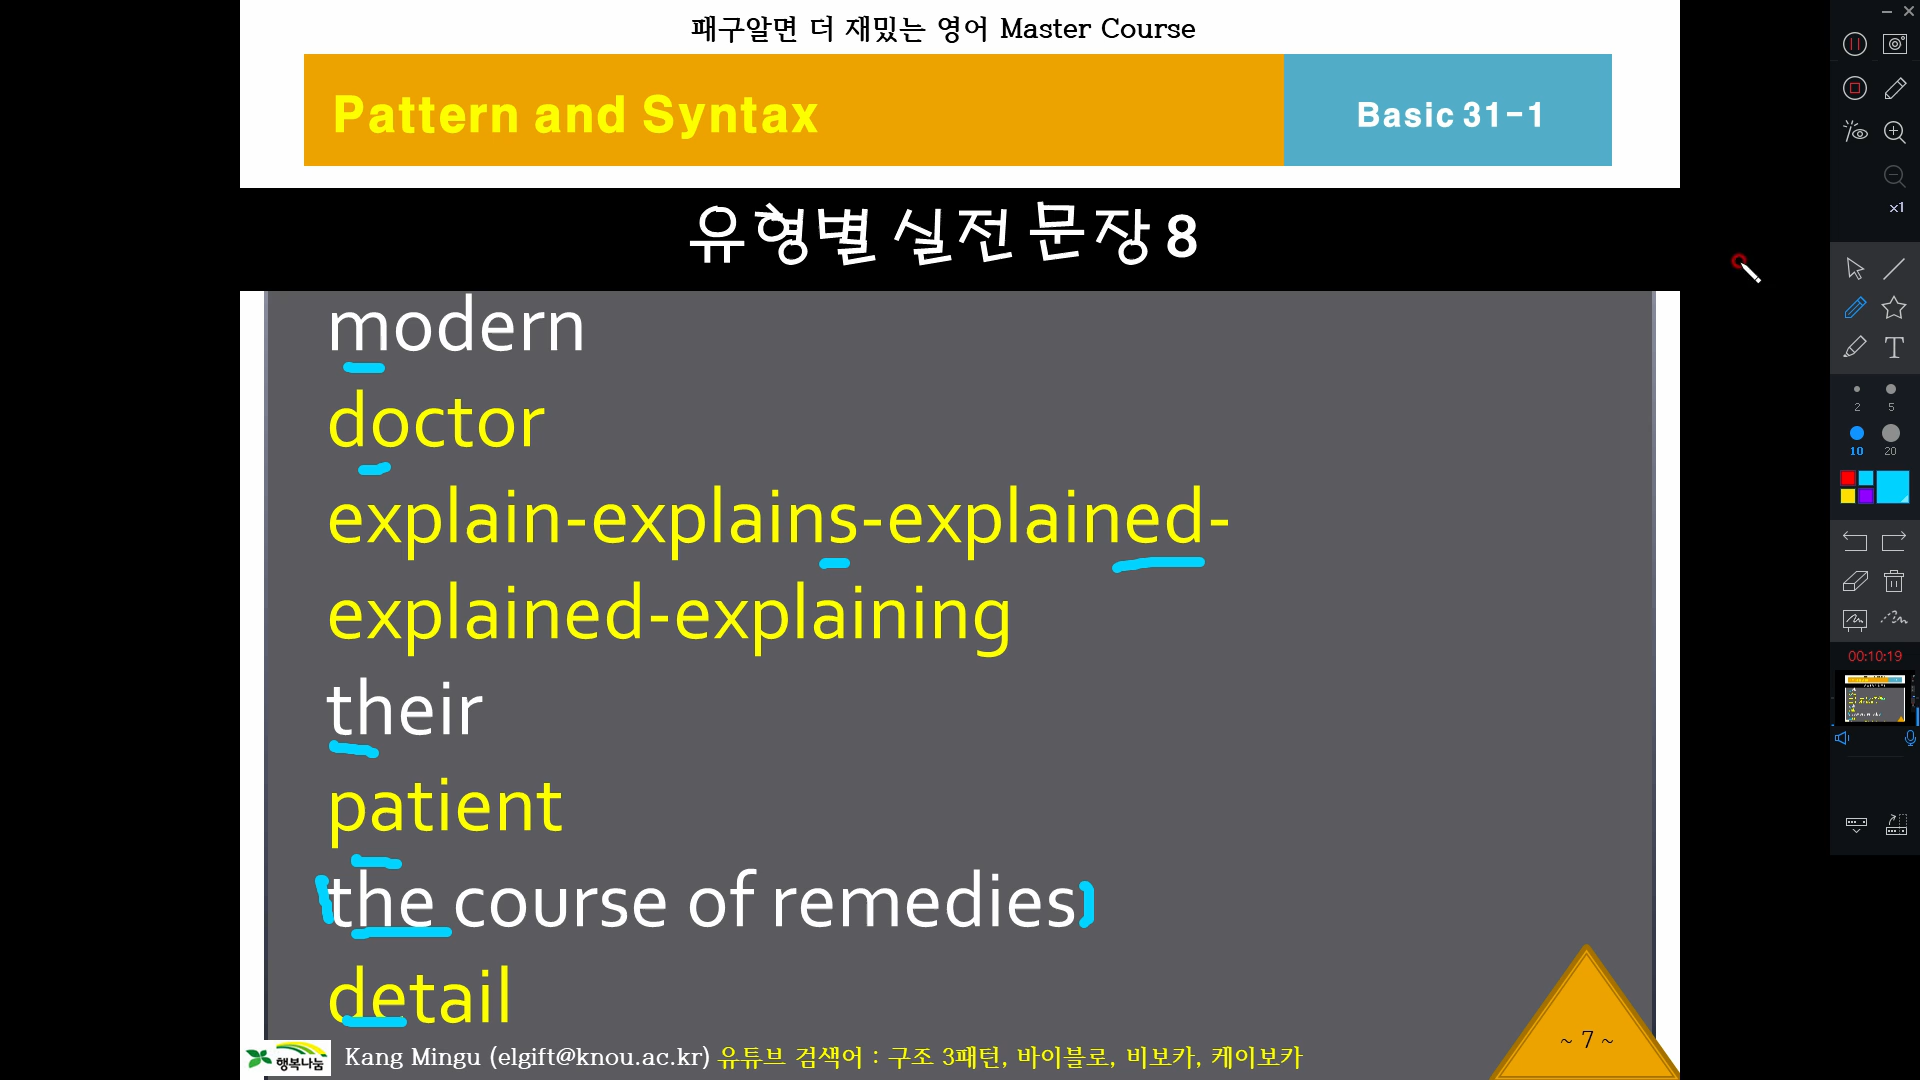 패구알면 더 재밌는 영어 Master Course
Pattern and Syntax
Basic 31-1
유형별 실전 문장 8
modern
doctor
explain-explains-explained-
explained-explaining
their
patient
the course of remedies
detail
~ 7 ~
행복나눔
Kang Mingu (elgift@knou.ac.kr) 유튜브 검색어 : 구조 3패턴, 바이블로, 비보카, 케이보카
x1
T
2 5
10 20
00:10:19